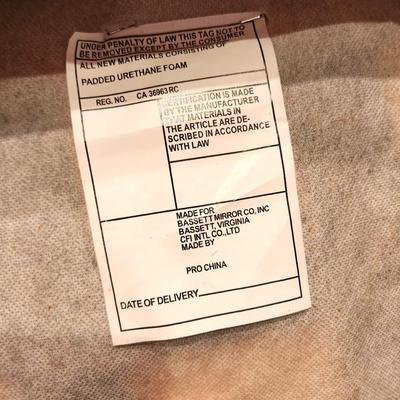 UNDER PENALTY OF LAW THIS TAG NOT TO
BE REMOVED EXCEPT BY THE CONSUMER
ALL NEW MATERIALS CONSISTING OF
PADDED URETHANE FOAM
REG. NO. CA 36963 RC
CERTIFICATION IS MADE
BY THE MANUFACTURER
THAT MATERIALS IN
THE ARTICLE ARE DE-
SCRIBED IN ACCORDANCE
WITH LAW
MADE FOR
BASSETT MIRROR CO, INC
BASSETT, VIRGINIA
CFI INTL CO.,LTD
MADE BY
PRO CHINA
DATE OF DELIVERY